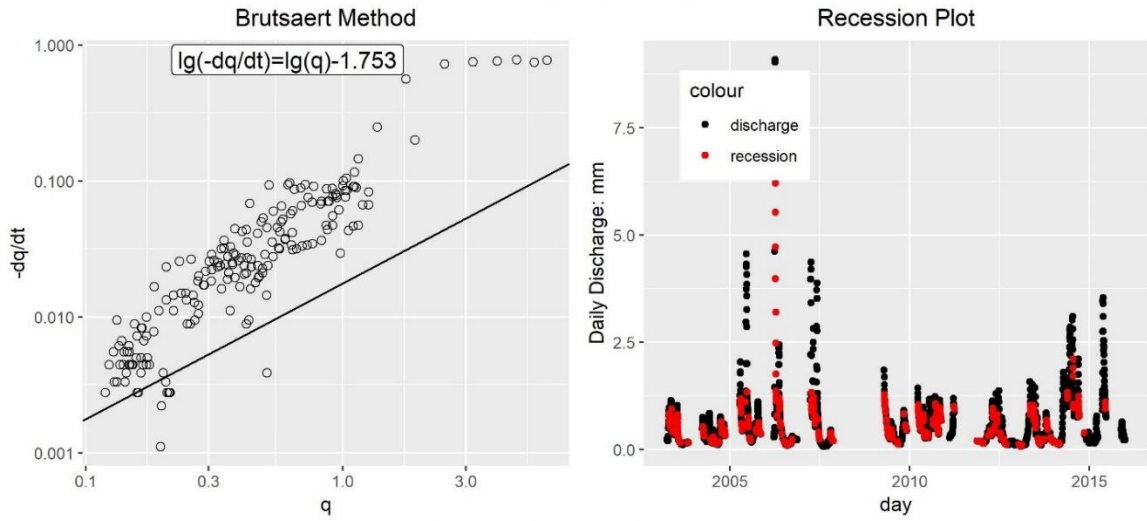 Brutsaert Method
lg(-dq/dt)=lg(q)-1.753
-dq/dt
1.000
0.100
0.010
0.001
0.1 0.3 1.0 3.0
q
Recession Plot
colour
discharge
recession
Daily Discharge: mm
7.5
5.0
2.5
0.0
2005 2010 2015
day